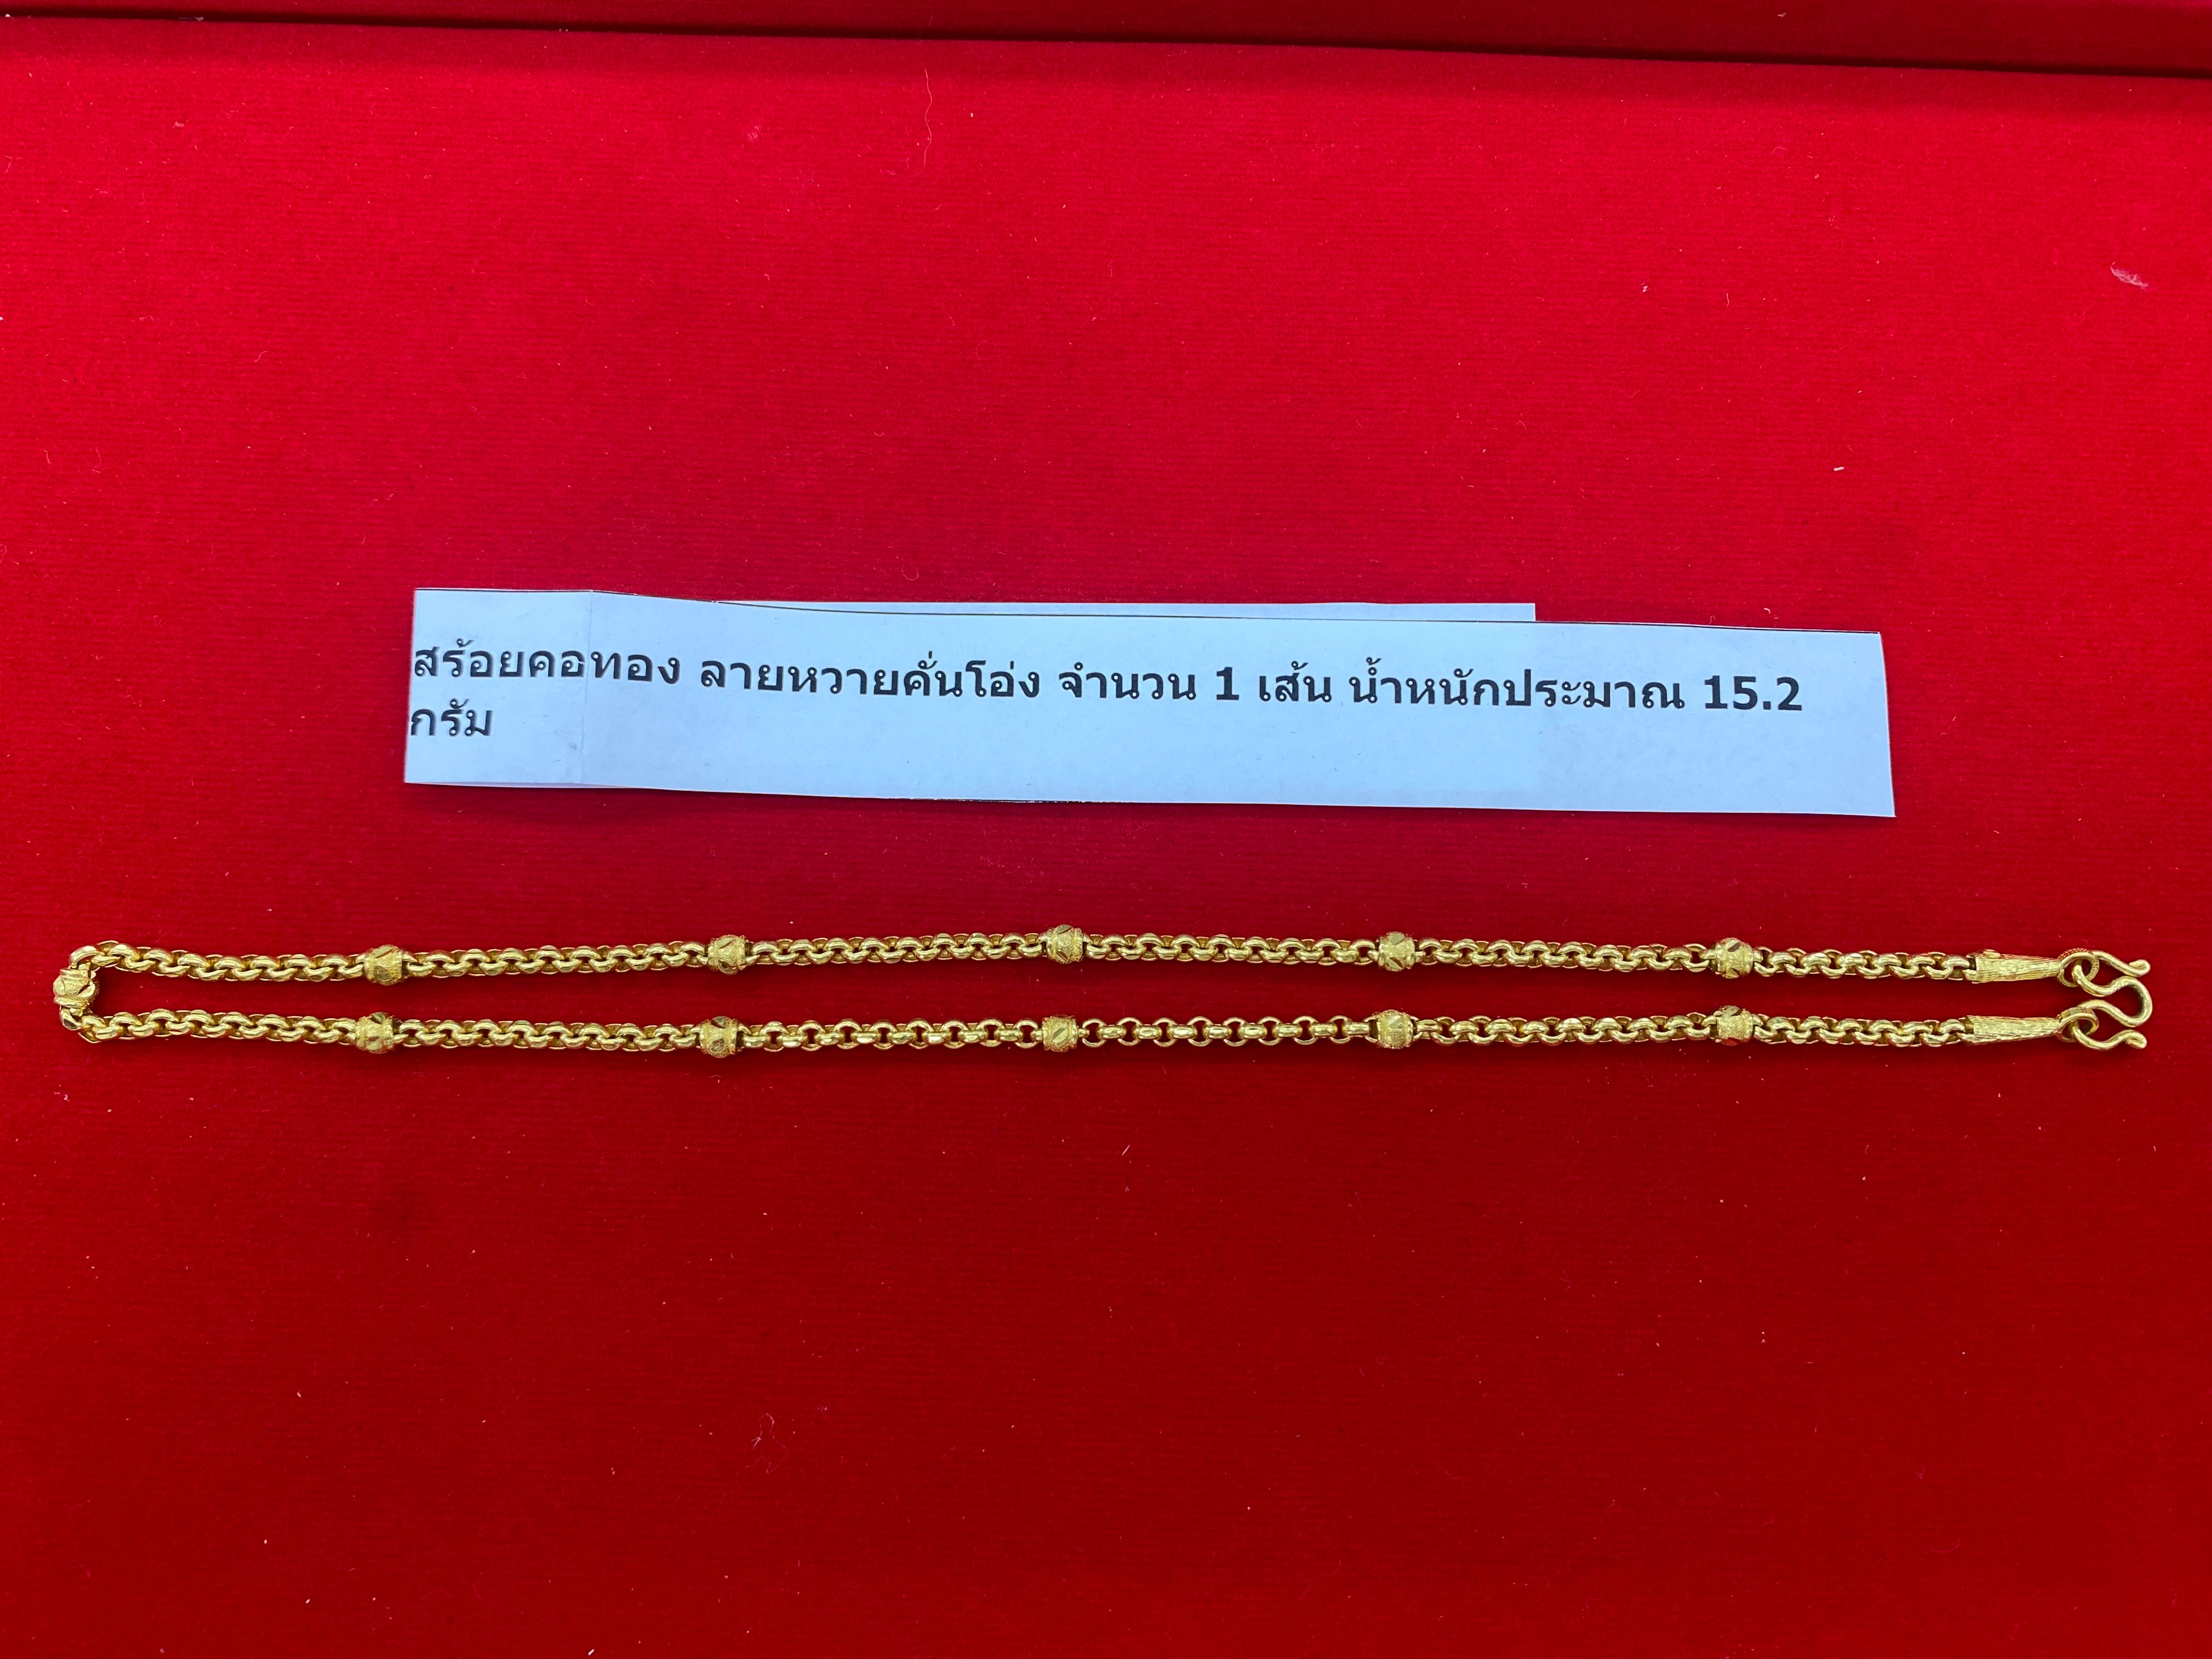 สร้อยคอทอง ลายหวายคั่นโอ่ง จำนวน 1 เส้น น้ำหนักประมาณ 15.2
กรัม